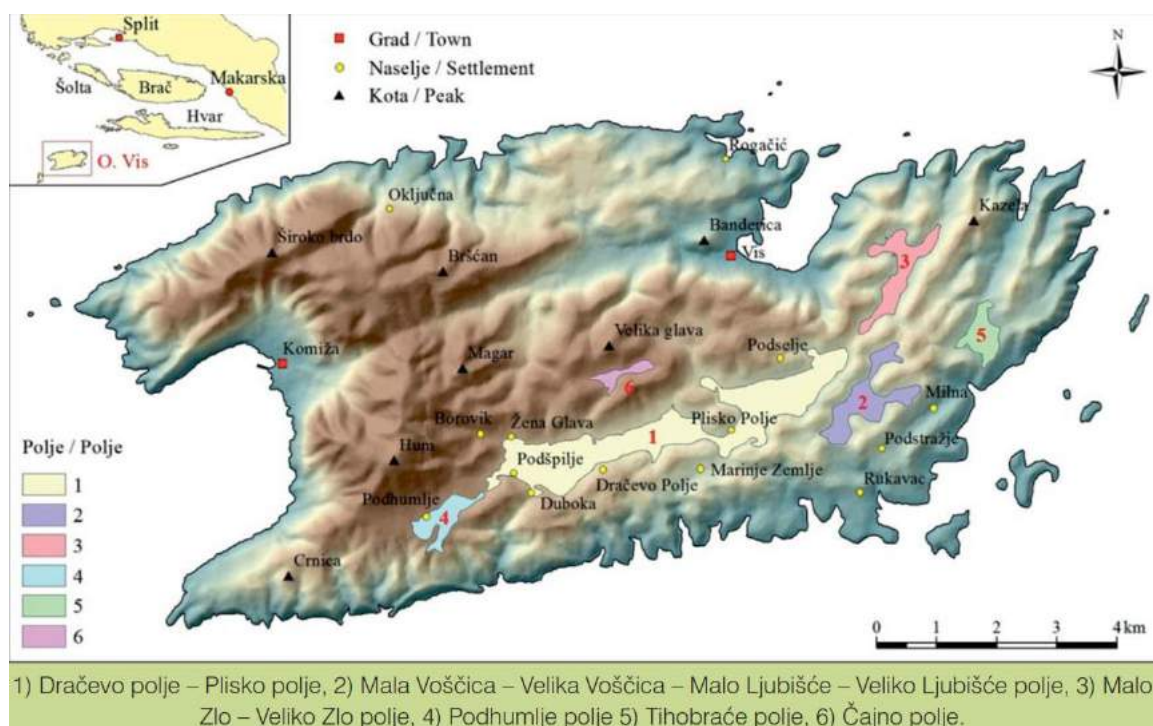 Split
Šolta
Brač
Makarska
Hvar
O. Vis
Grad / Town
Naselje / Settlement
Kota / Peak
N
Rogačić
Oključna
Kazela
Banderica
Široko brdo
Bršćan
Vis
3
Velika glava
Komiža
Magar
Podselje
5
6
2
Milna
Borovik
Žena Glava
Plisko Polje
1
Podstražje
Hum
Podšpilje
Marinje Zemlje
Dračevo Polje
Rukavac
Podhumlje
Duboka
4
Crnica
Polje / Polje
1
2
3
4
5
6
0 1 2 4 km
1) Dračevo polje – Plisko polje, 2) Mala Voščica – Velika Voščica – Malo Ljubišće – Veliko Ljubišće polje, 3) Malo
Zlo – Veliko Zlo polje, 4) Podhumlje polje 5) Tihobraće polje, 6) Čajno polje.